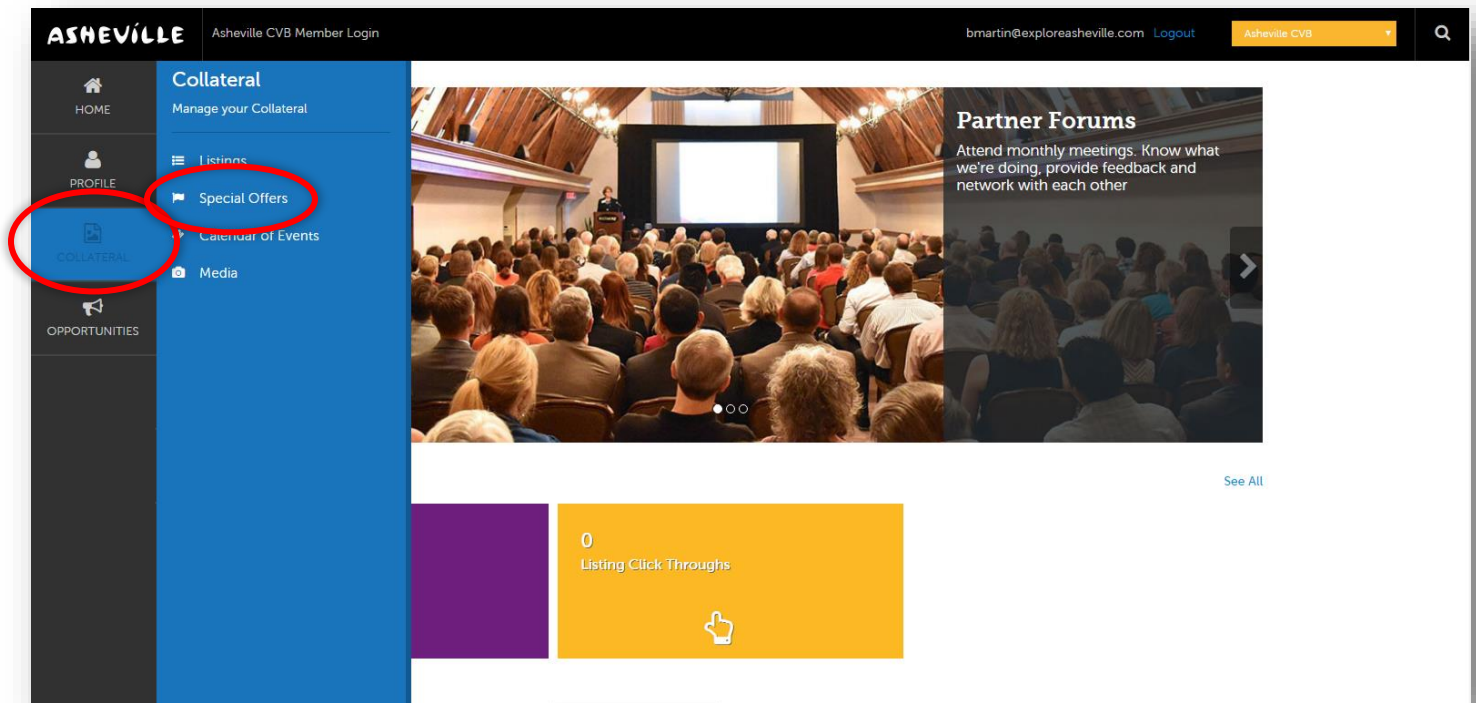 ASHEVÍLLE
Asheville CVB Member Login
bmartin@exploreasheville.com Logout
Asheville CVB
HOME
PROFILE
COLLATERAL
OPPORTUNITIES
Collateral
Manage your Collateral
Listings
Special Offers
Calendar of Events
Media
Partner Forums
Attend monthly meetings. Know what
we're doing, provide feedback and
network with each other
See All
0
Listing Click Throughs